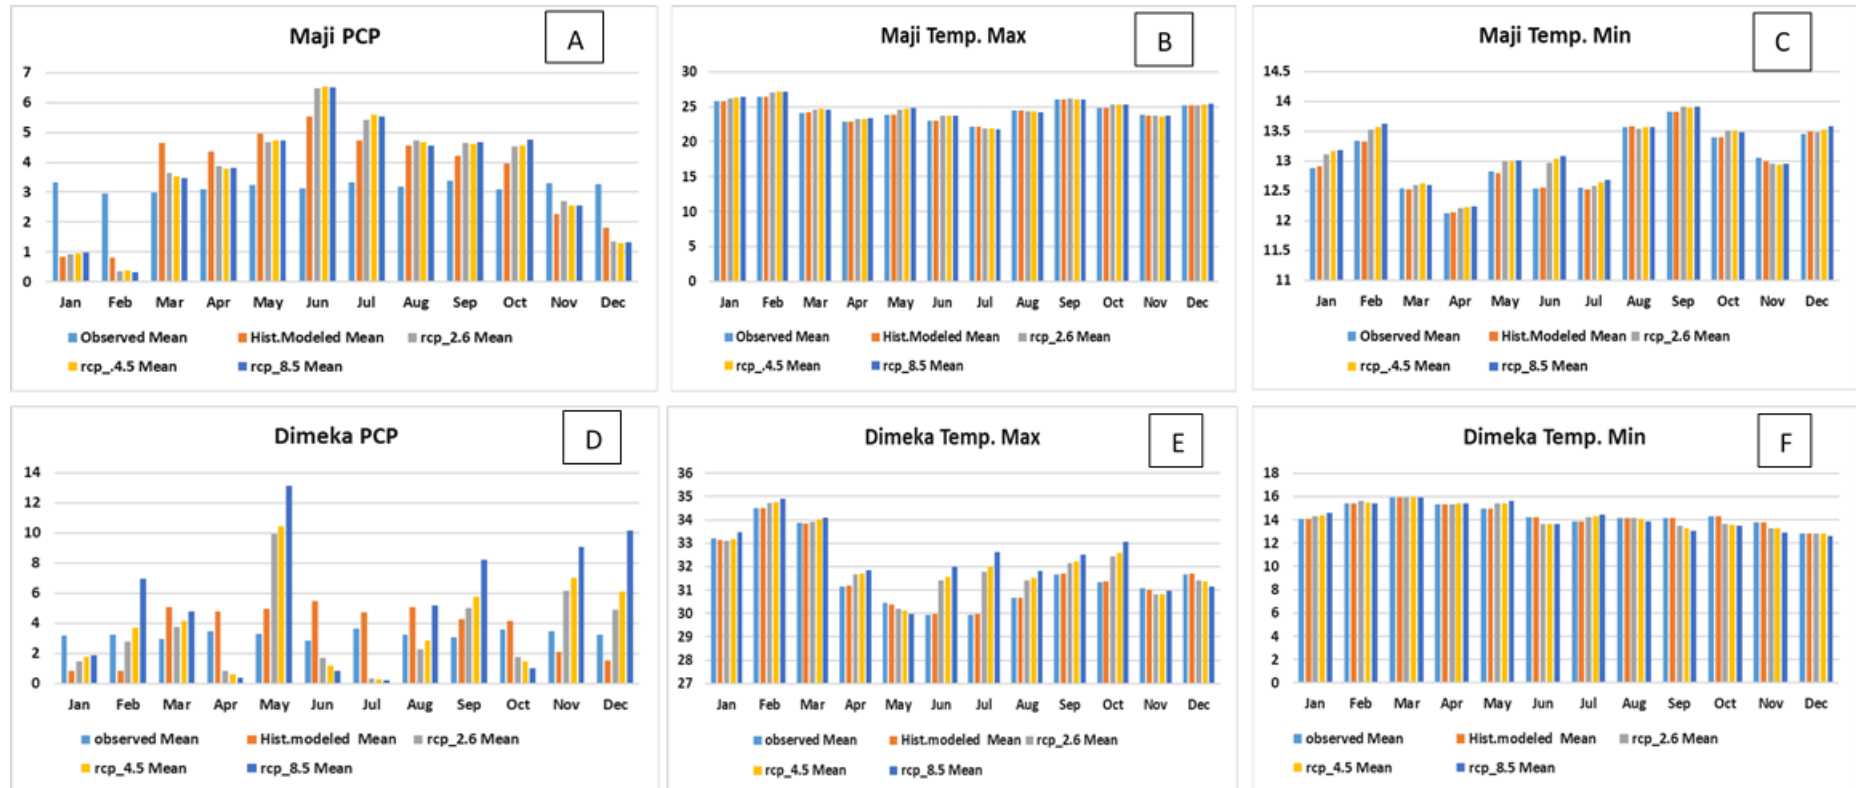 Maji PCP
A
7
6
5
4
3
2
1
0
Jan Feb Mar Apr May Jun Jul Aug Sep Oct Nov Dec
Observed Mean Hist.Modeled Mean rcp_2.6 Mean
rcp_.4.5 Mean rcp_8.5 Mean
Maji Temp. Max
B
30
25
20
15
10
5
0
Jan Feb Mar Apr May Jun Jul Aug Sep Oct Nov Dec
Observed Mean Hist.Modeled Mean rcp_2.6 Mean
rcp_.4.5 Mean rcp_8.5 Mean
Maji Temp. Min
C
14.5
14
13.5
13
12.5
12
11.5
11
Jan Feb Mar Apr May Jun Jul Aug Sep Oct Nov Dec
Observed Mean Hist.Modeled Mean rcp_2.6 Mean
rcp_.4.5 Mean rcp_8.5 Mean
Dimeka PCP
D
14
12
10
8
6
4
2
0
Jan Feb Mar Apr May Jun Jul Aug Sep Oct Nov Dec
observed Mean Hist.modeled Mean rcp_2.6 Mean
rcp_4.5 Mean rcp_8.5 Mean
Dimeka Temp. Max
E
36
35
34
33
32
31
30
29
28
27
Jan Feb Mar Apr May Jun Jul Aug Sep Oct Nov Dec
observed Mean Hist.modeled Mean rcp_2.6 Mean
rcp_4.5 Mean rcp_8.5 Mean
Dimeka Temp. Min
F
18
16
14
12
10
8
6
4
2
0
Jan Feb Mar Apr May Jun Jul Aug Sep Oct Nov Dec
observed Mean Hist.modeled Mean rcp_2.6 Mean
rcp_4.5 Mean rcp_8.5 Mean